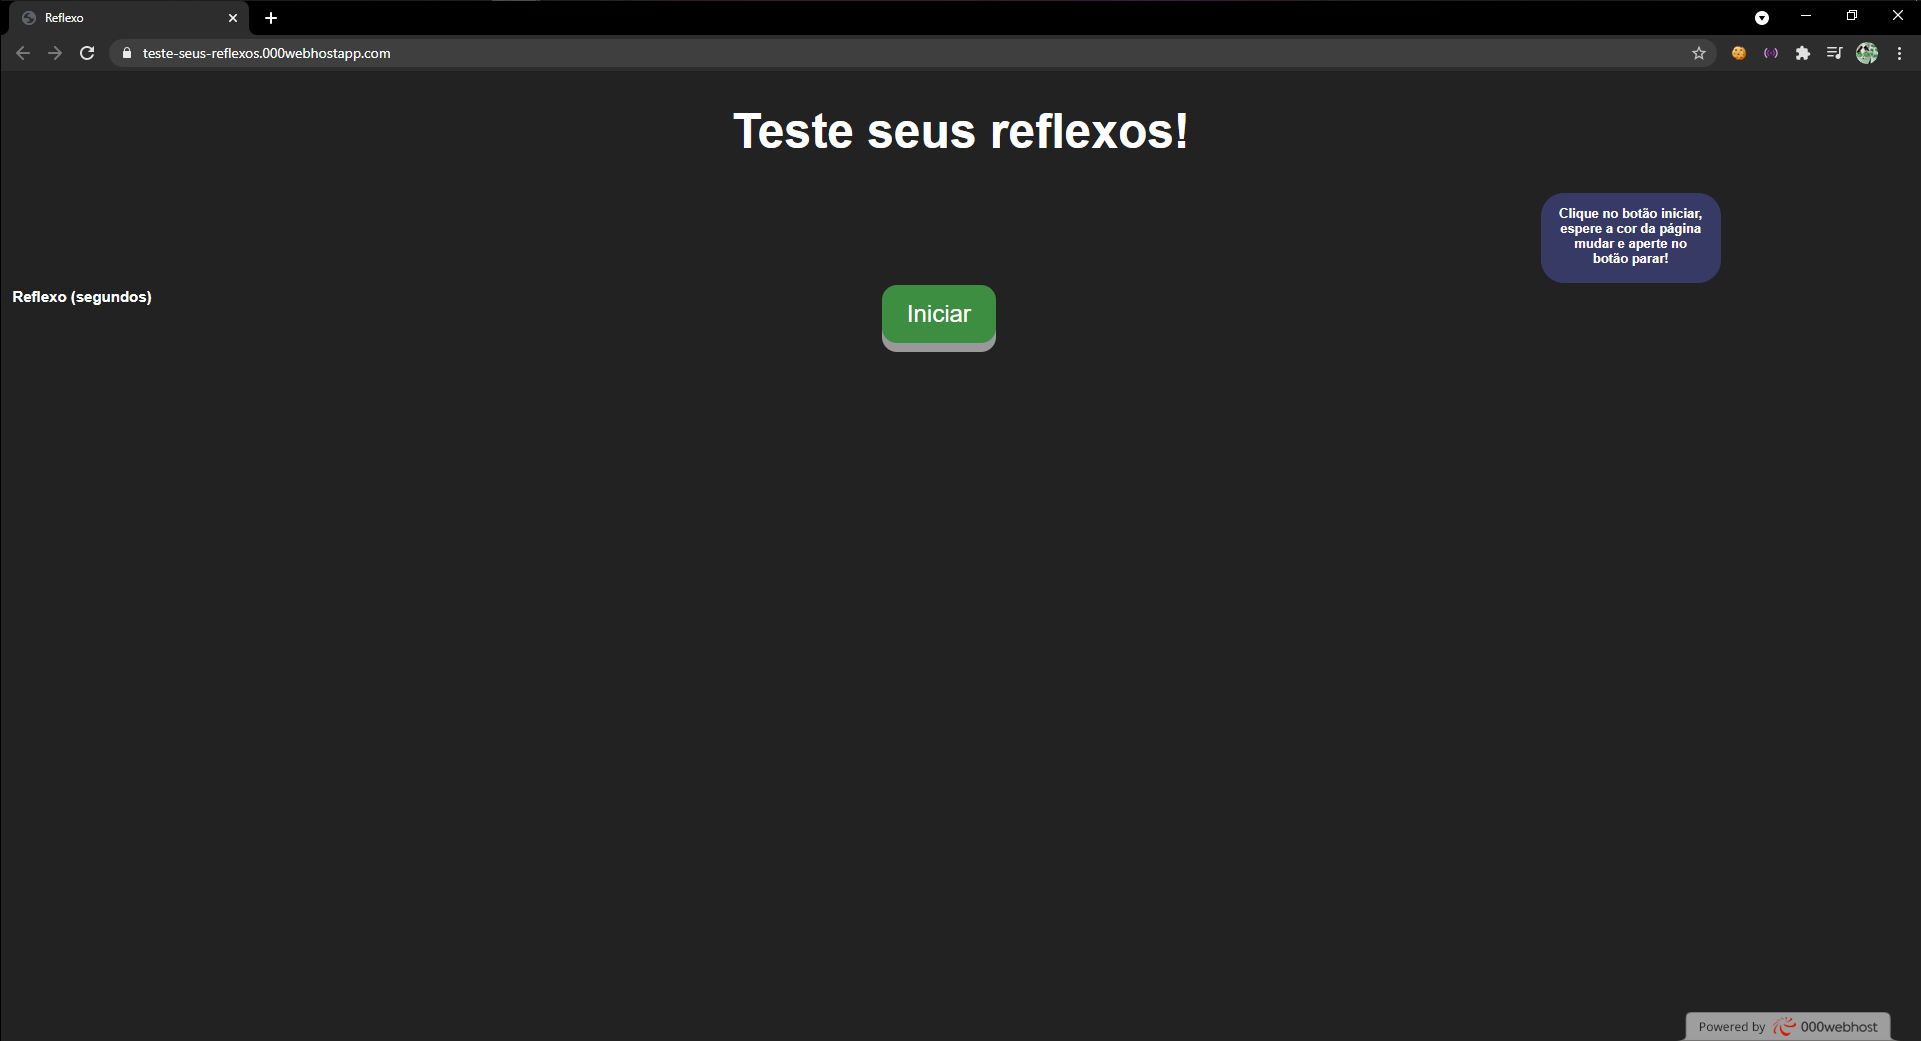 Reflexo
teste-seus-reflexos.000webhostapp.com
Teste seus reflexos!
Clique no botão iniciar,
espere a cor da página
mudar e aperte no
botão parar!
Reflexo (segundos)
Iniciar
Powered by 000webhost